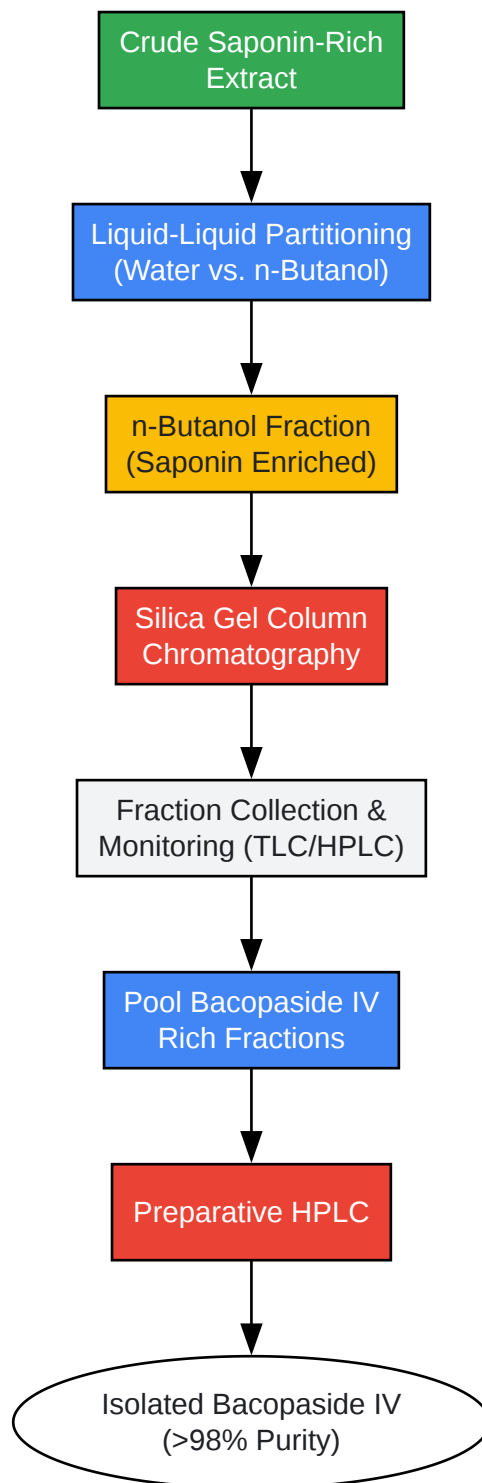 Crude Saponin-Rich
Extract
Liquid-Liquid Partitioning
(Water vs. n-Butanol)
n-Butanol Fraction
(Saponin Enriched)
Silica Gel Column
Chromatography
Fraction Collection &
Monitoring (TLC/HPLC)
Pool Bacopaside IV
Rich Fractions
Preparative HPLC
Isolated Bacopaside IV
(>98% Purity)